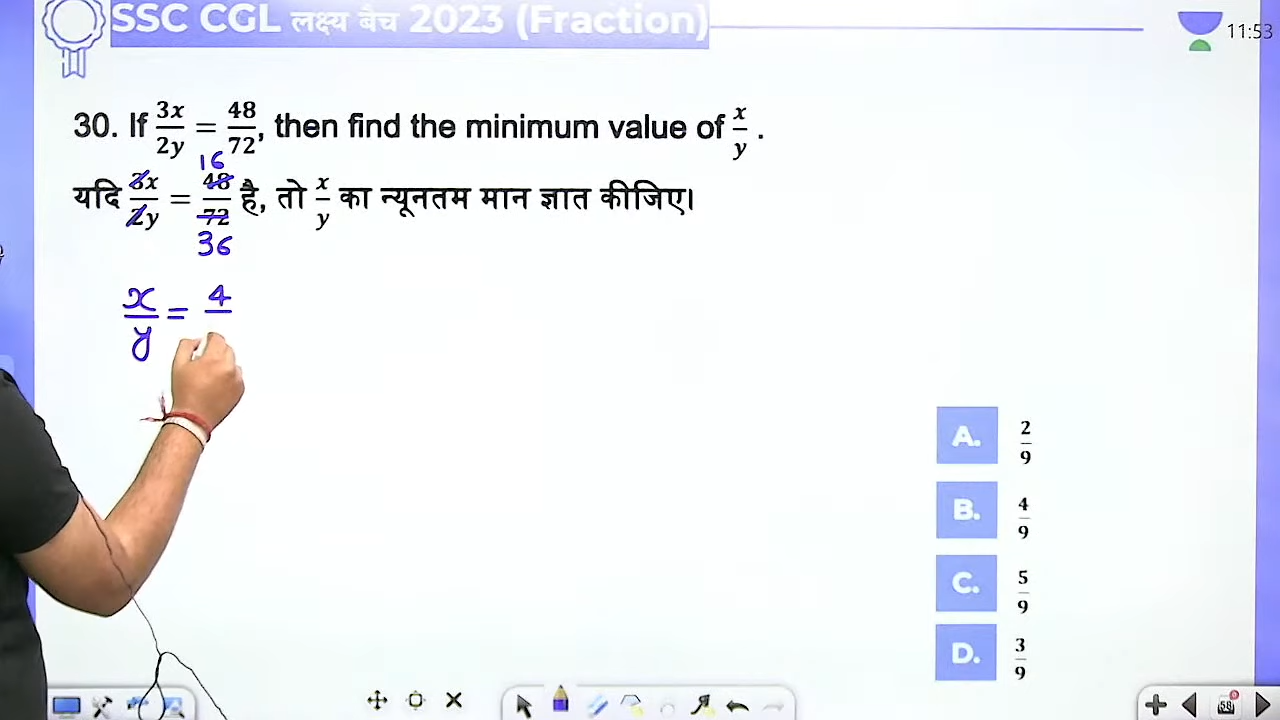 SSC CGL लक्ष्य बैच 2023 (Fraction)
11:53
30. If 3x/2y = 48/72, then find the minimum value of x/y .
यदि 3x/2y = 48/72 है, तो x/y का न्यूनतम मान ज्ञात कीजिए।
16
36
x/y = 4
A. 2/9
B. 4/9
C. 5/9
D. 3/9
58